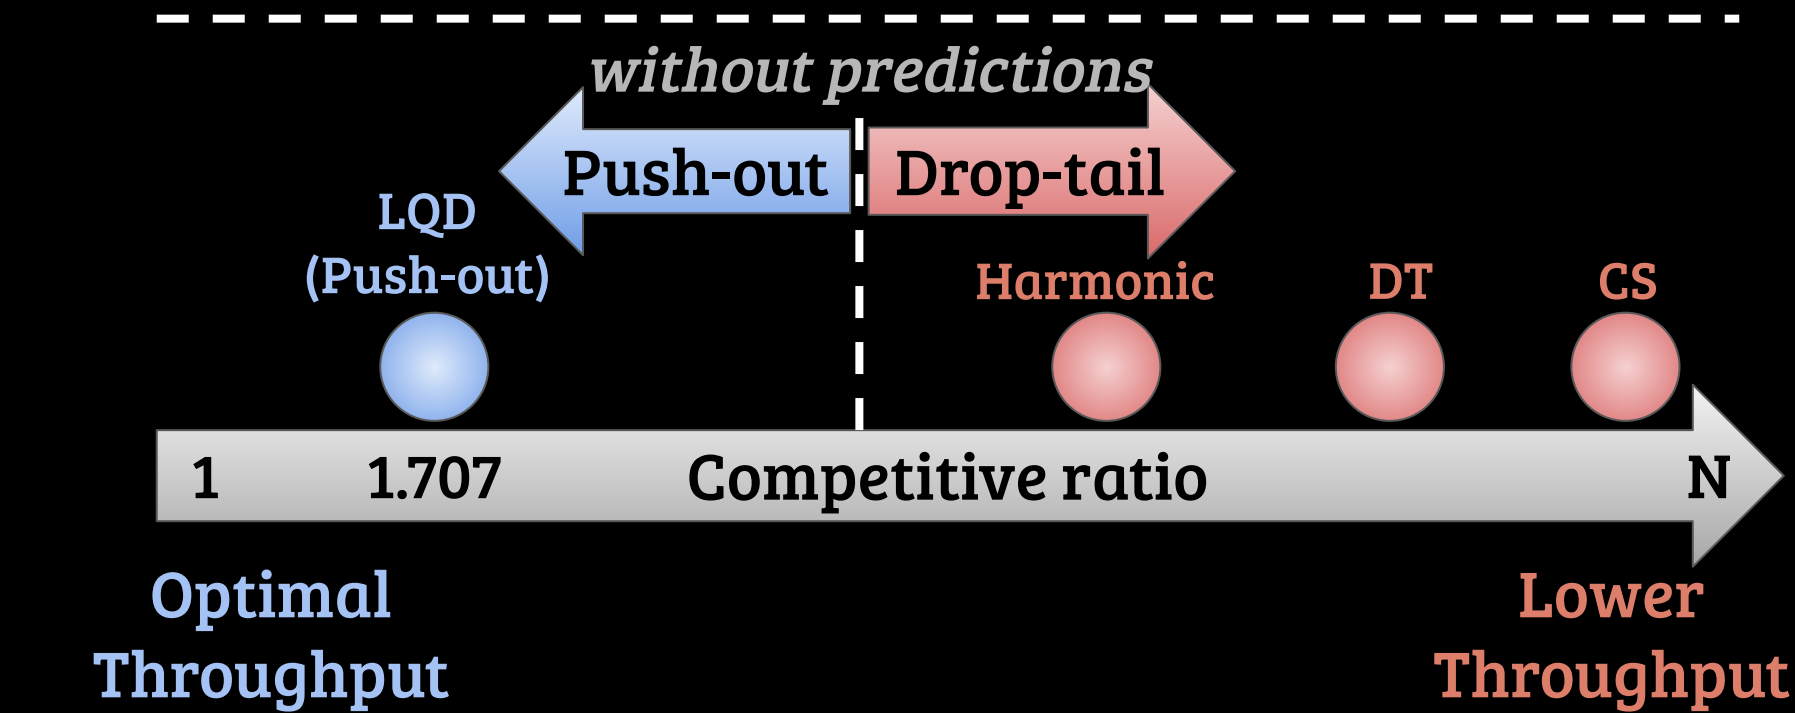 without predictions
Push-out
Drop-tail
LQD
(Push-out)
Harmonic
DT
CS
1
1.707
Competitive ratio
N
Optimal
Throughput
Lower
Throughput